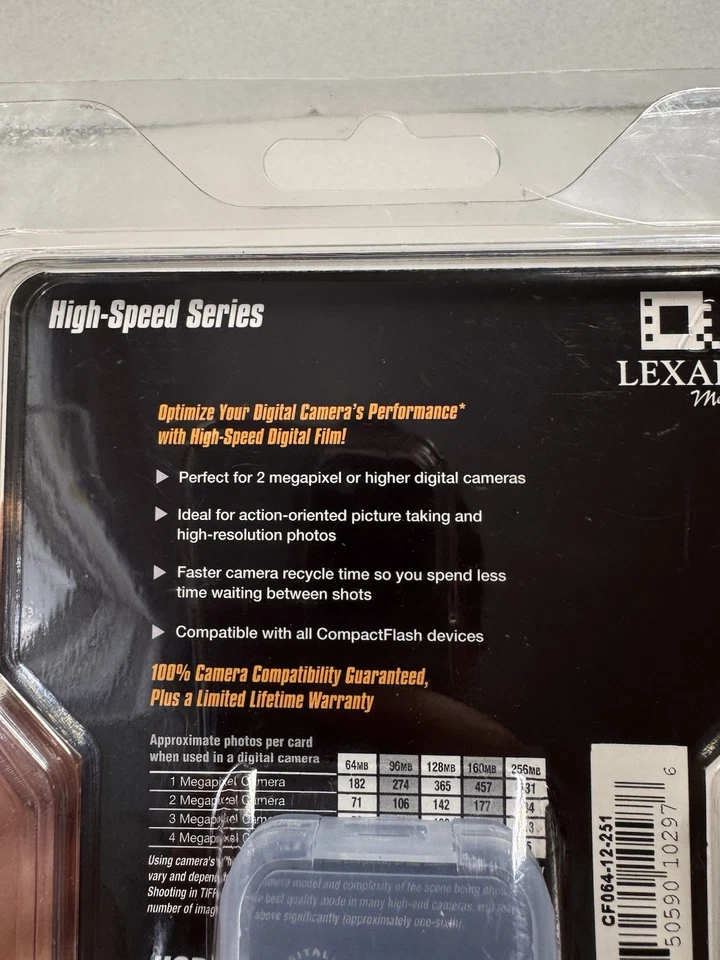 High-Speed Series
LEXA
Optimize Your Digital Camera's Performance*
with High-Speed Digital Film!
Perfect for 2 megapixel or higher digital cameras
Ideal for action-oriented picture taking and
high-resolution photos
Faster camera recycle time so you spend less
time waiting between shots
Compatible with all CompactFlash devices
100% Camera Compatibility Guaranteed,
Plus a Limited Lifetime Warranty
Approximate photos per card
when used in a digital camera
64MB 96MB 128MB 160MB 256MB
1 Megapixel Camera 182 274 365 457
2 Megapixel Camera 71 106 142 177
3 Megapixel
4 Megapixel
Using camera's
vary and
Shooting in TIFF
number of
camera model and complexity of the scene being
best quality mode in many high-end cameras,
above significantly (approximately one-sixth).
CF064-12-251
50590 10297 6